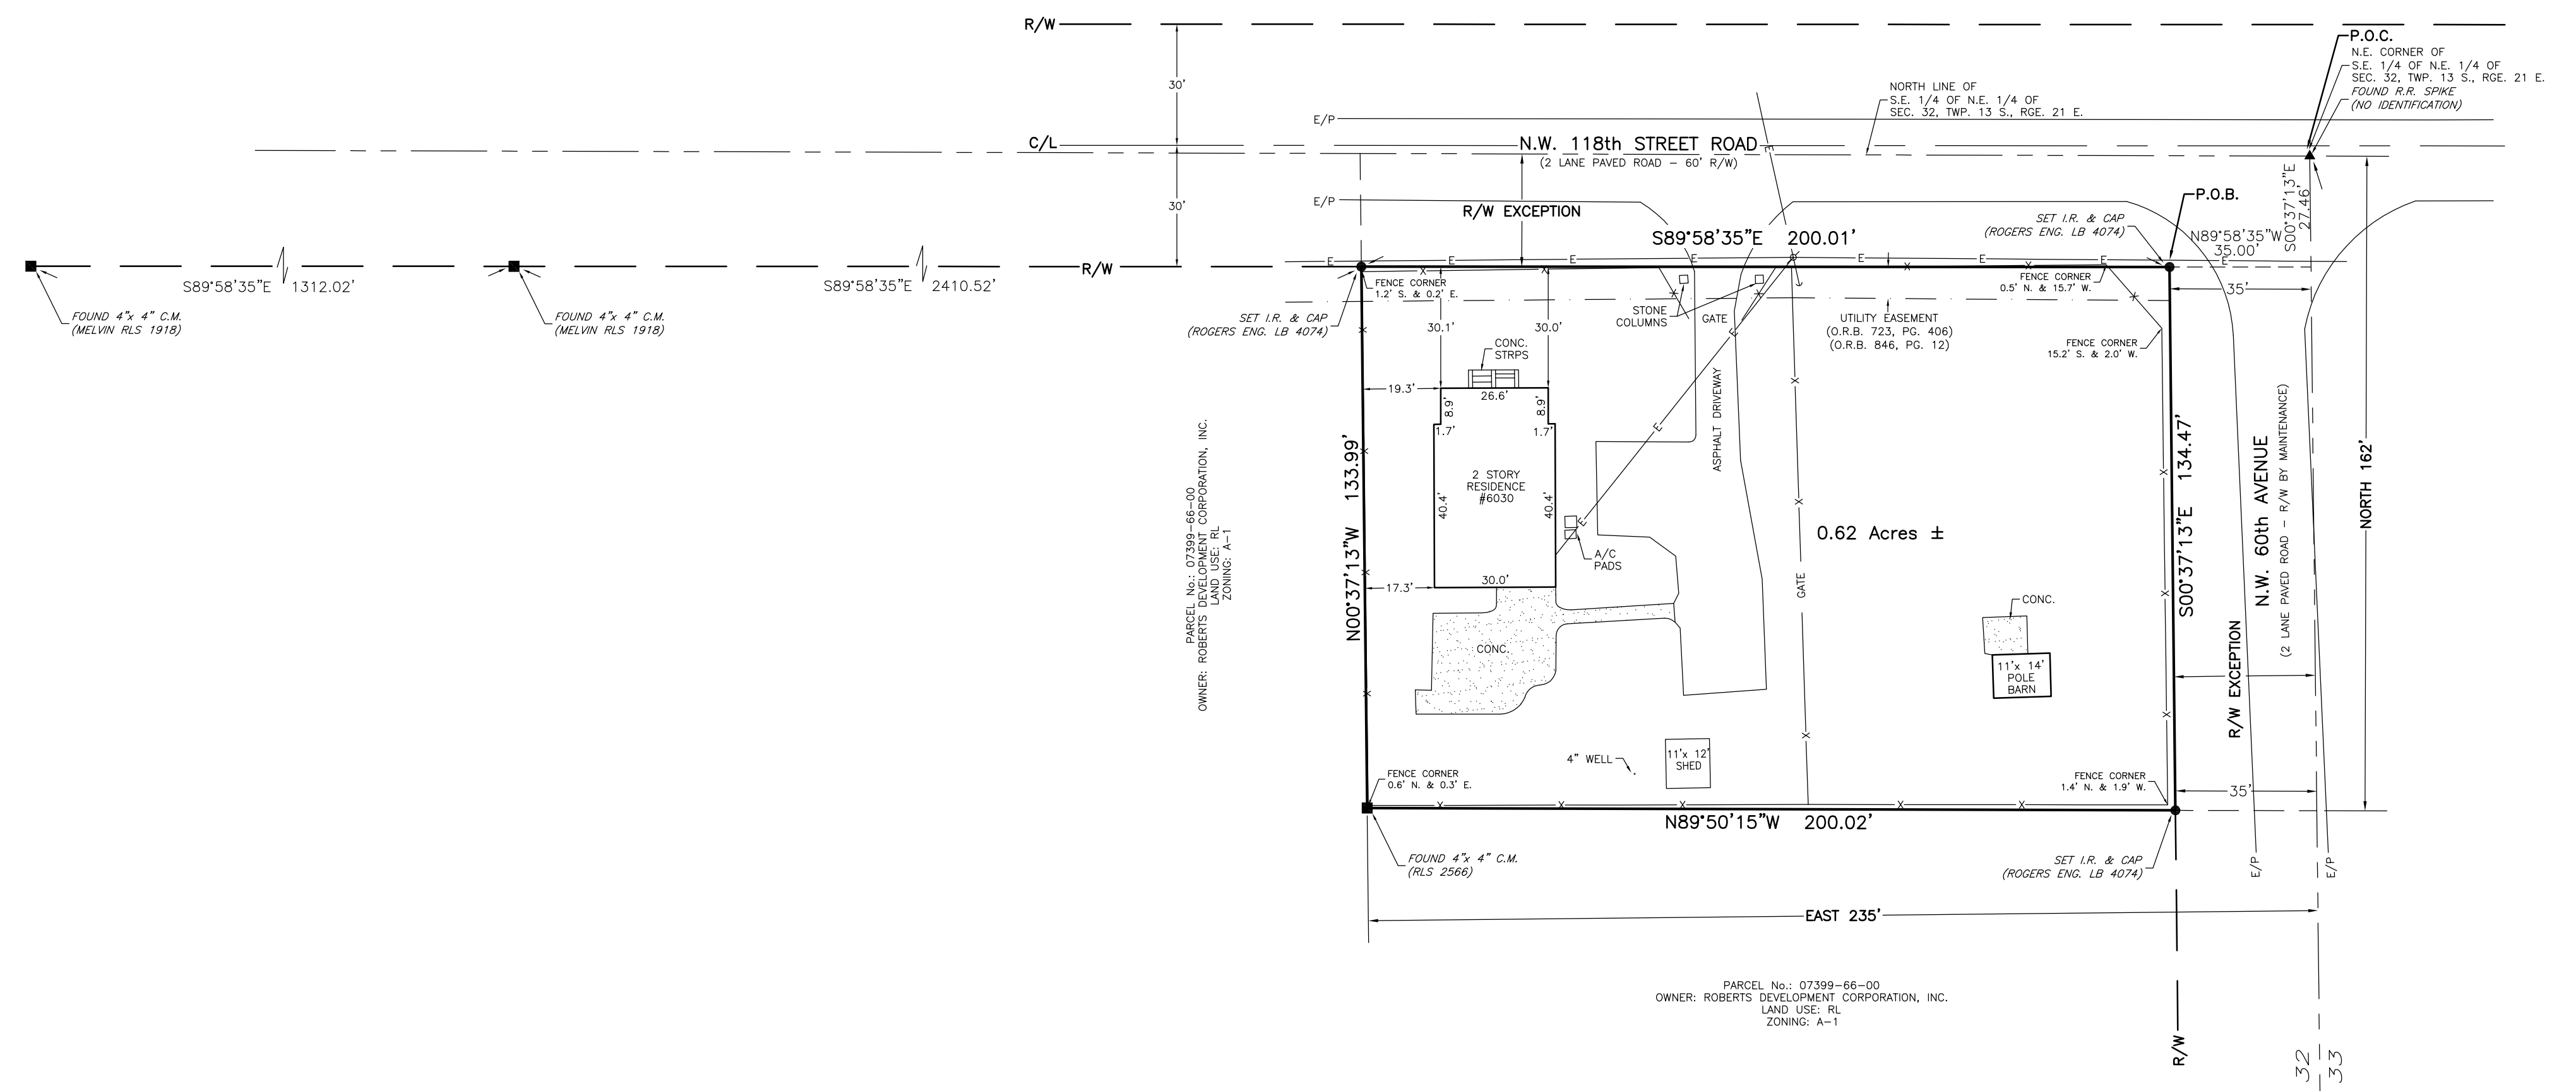 R/W
P.O.C.
N.E. CORNER OF
S.E. 1/4 OF N.E. 1/4 OF
SEC. 32, TWP. 13 S., RGE. 21 E.
FOUND R.R. SPIKE
(NO IDENTIFICATION)
30'
NORTH LINE OF
S.E. 1/4 OF N.E. 1/4 OF
SEC. 32, TWP. 13 S., RGE. 21 E.
E/P
C/L
N.W. 118th STREET ROAD
(2 LANE PAVED ROAD - 60' R/W)
E
30'
E/P
R/W EXCEPTION
P.O.B.
SET I.R. & CAP
(ROGERS ENG. LB 4074)
S00°37'13"E
27.46'
N89°58'35"W
35.00'
S89°58'35"E 200.01'
R/W
E E E E E E E E
X X X X
S89°58'35"E 1312.02'
S89°58'35"E 2410.52'
FOUND 4"x 4" C.M.
(MELVIN RLS 1918)
FOUND 4"x 4" C.M.
(MELVIN RLS 1918)
SET I.R. & CAP
(ROGERS ENG. LB 4074)
FENCE CORNER
1.2' S. & 0.2' E.
FENCE CORNER
0.5' N. & 15.7' W.
35'
STONE
COLUMNS
GATE
UTILITY EASEMENT
(O.R.B. 723, PG. 406)
(O.R.B. 846, PG. 12)
FENCE CORNER
15.2' S. & 2.0' W.
30.1'
30.0'
CONC.
STRPS
19.3'
26.6'
8.9'
8.9'
1.7'
1.7'
2 STORY
RESIDENCE
#6030
40.4'
40.4'
30.0'
17.3'
ASPHALT DRIVEWAY
E
E
E
A/C
PADS
GATE
0.62 Acres ±
N00°37'13"W 133.99'
S00°37'13"E 134.47'
N.W. 60th AVENUE
(2 LANE PAVED ROAD - R/W BY MAINTENANCE)
NORTH 162'
R/W EXCEPTION
PARCEL No.: 07399-66-00
OWNER: ROBERTS DEVELOPMENT CORPORATION, INC.
LAND USE: RL
ZONING: A-1
CONC.
CONC.
11'x 14'
POLE
BARN
4" WELL
11'x 12'
SHED
FENCE CORNER
0.6' N. & 0.3' E.
FENCE CORNER
1.4' N. & 1.9' W.
35'
X X X X X
N89°50'15"W 200.02'
FOUND 4"x 4" C.M.
(RLS 2566)
SET I.R. & CAP
(ROGERS ENG. LB 4074)
E/P
E/P
EAST 235'
PARCEL No.: 07399-66-00
OWNER: ROBERTS DEVELOPMENT CORPORATION, INC.
LAND USE: RL
ZONING: A-1
R/W
32
33